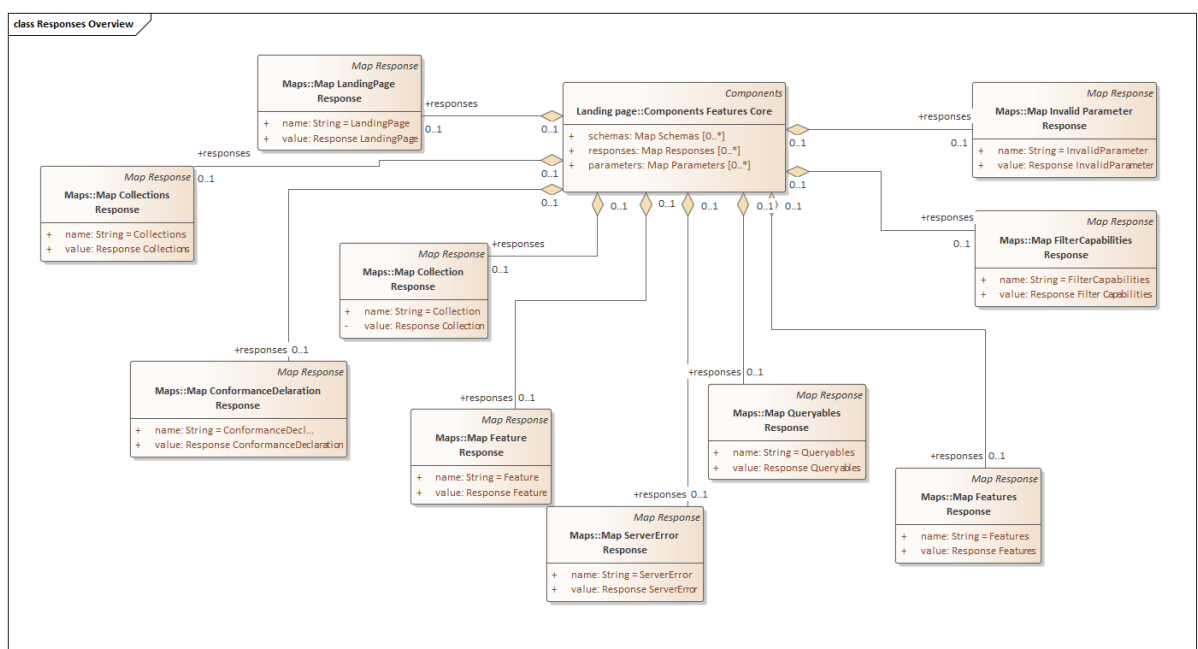 class Responses Overview
Map Response
Maps::Map LandingPage
Response
+ name: String = LandingPage
+ value: Response LandingPage
+responses
0..1
0..1
Components
Landing page::Components Features Core
+ schemas: Map Schemas [0..*]
+ responses: Map Responses [0..*]
+ parameters: Map Parameters [0..*]
Map Response
Maps::Map Invalid Parameter
Response
+ name: String = InvalidParameter
+ value: Response InvalidParameter
+responses
0..1
0..1
Map Response
Maps::Map Collections
Response
+ name: String = Collections
+ value: Response Collections
+responses
0..1
0..1
Map Response
Maps::Map FilterCapabilities
Response
+ name: String = FilterCapabilities
+ value: Response Filter Capabilities
+responses
0..1
0..1
0..1
0..1
0..1
0..1
0..1
0..1
Map Response
Maps::Map Collection
Response
+ name: String = Collection
- value: Response Collection
+responses
0..1
+responses 0..1
Map Response
Maps::Map ConformanceDelaration
Response
+ name: String = ConformanceDecl...
+ value: Response ConformanceDeclaration
+responses 0..1
Map Response
Maps::Map Feature
Response
+ name: String = Feature
+ value: Response Feature
+responses 0..1
Map Response
Maps::Map Queryables
Response
+ name: String = Queryables
+ value: Response Queryables
+responses 0..1
Map Response
Maps::Map Features
Response
+ name: String = Features
+ value: Response Features
+responses 0..1
Map Response
Maps::Map ServerError
Response
+ name: String = ServerError
+ value: Response ServerError